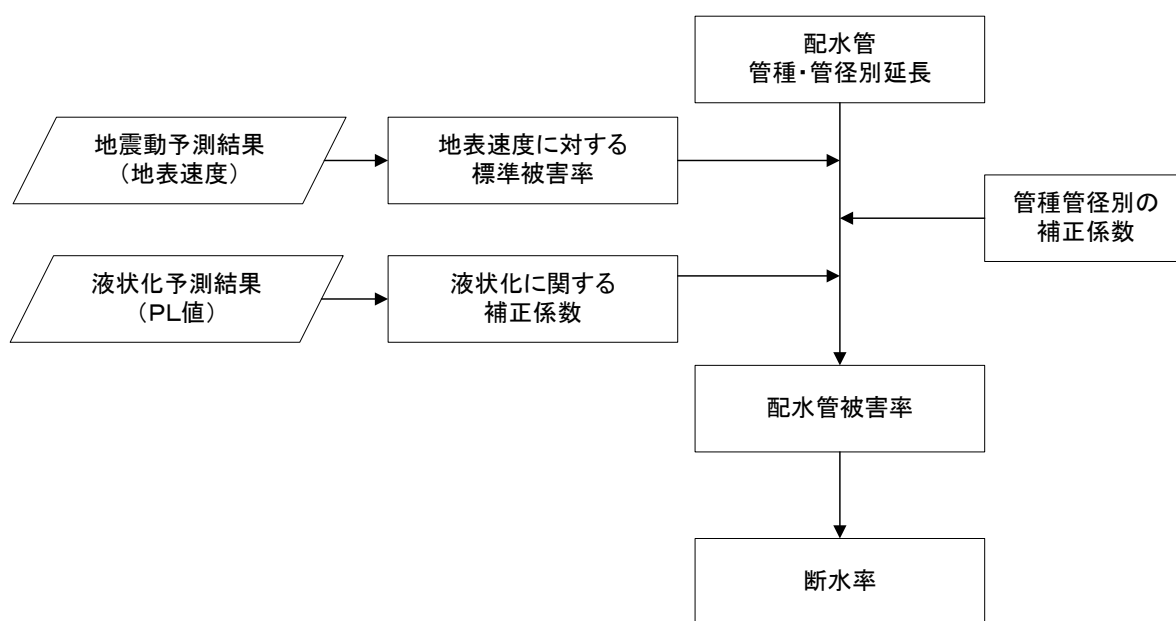 配水管
管種・管径別延長
地震動予測結果
（地表速度）
地表速度に対する
標準被害率
管種管径別の
補正係数
液状化予測結果
（ＰＬ値）
液状化に関する
補正係数
配水管被害率
断水率